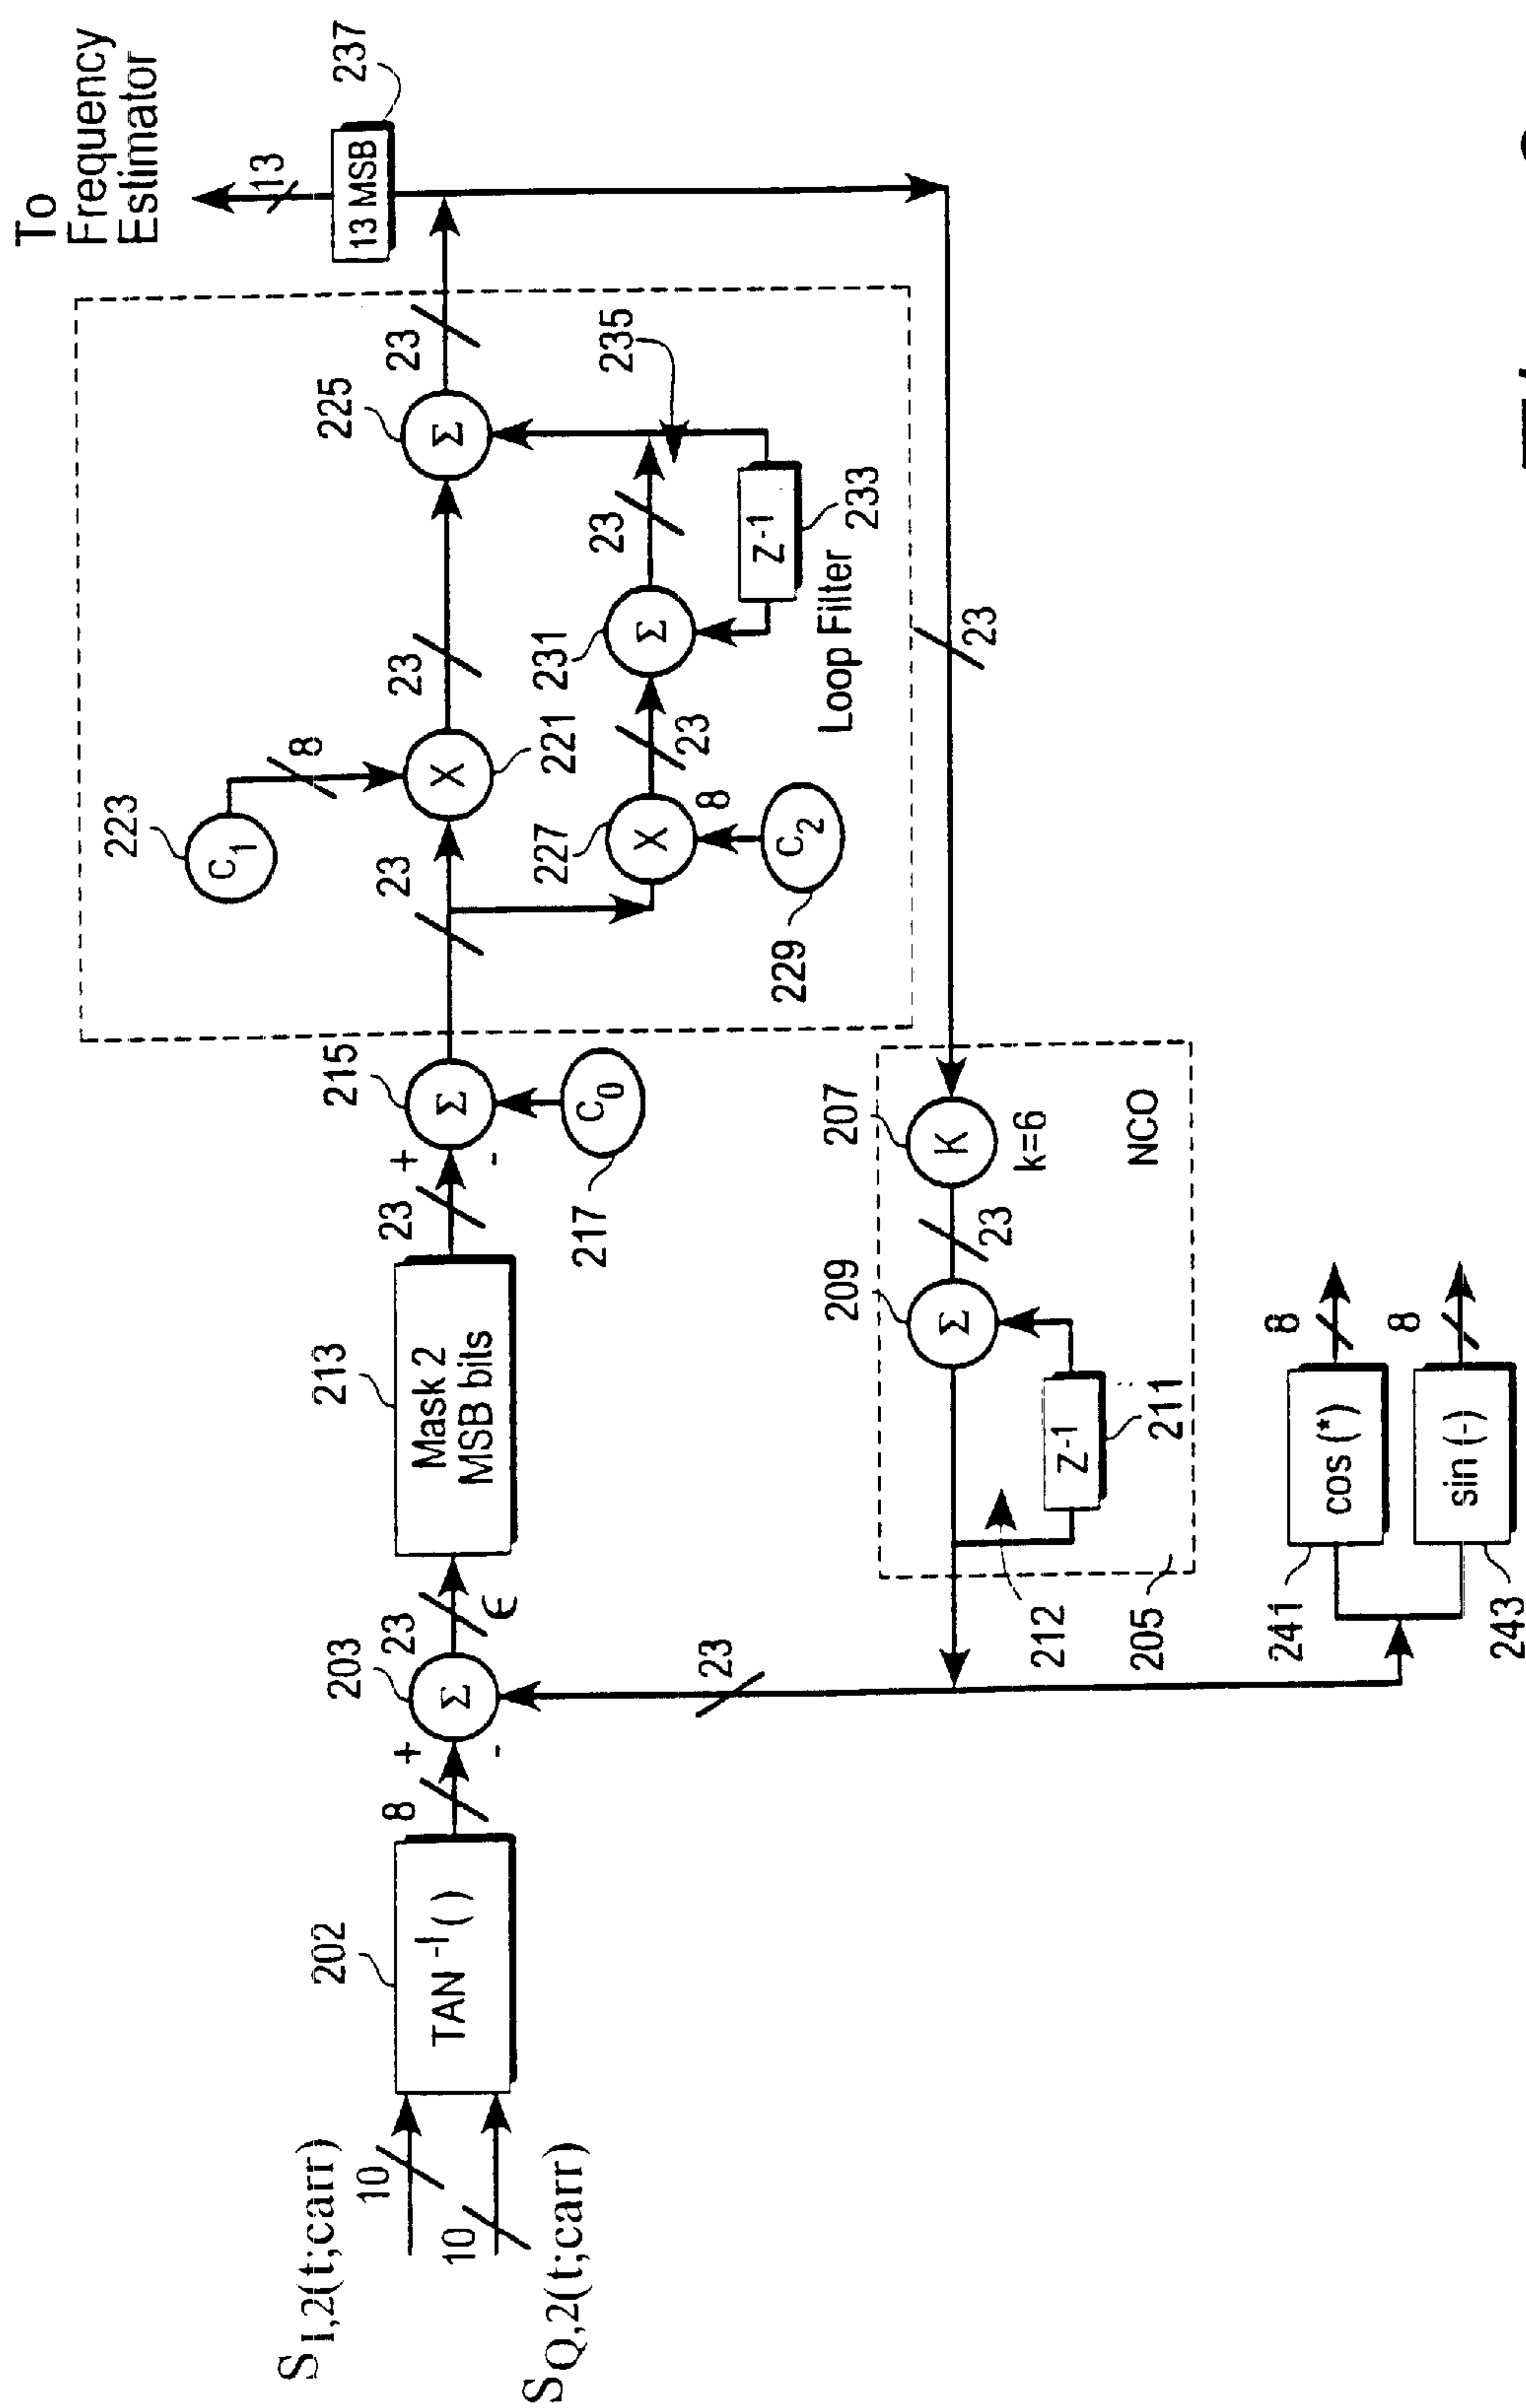 S_I,2(t;carr)
10
10
S_Q,2(t;carr)
202
TAN⁻¹( )
8
+
-
203
Σ
23
ϵ
213
Mask 2
MSB bits
23
+
-
215
Σ
C₀
217
23
223
C₁
8
X
221
23
227
X
8
C₂
229
23
231
Σ
23
Z⁻¹
233
235
Loop Filter
225
Σ
23
To
Frequency
Estimator
13
13 MSB
237
23
207
K
k=6
NCO
23
209
Σ
Z⁻¹
211
212
205
23
241
cos (*)
8
243
sin (-)
8